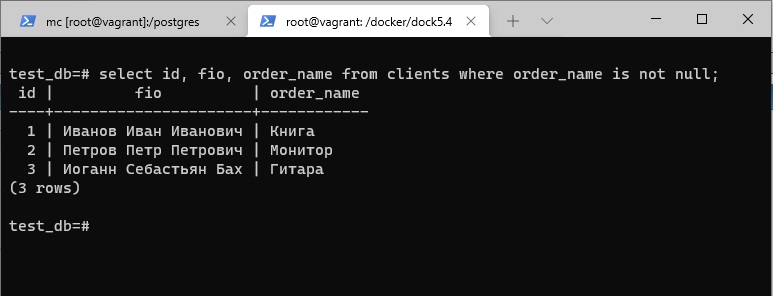 mc [root@vagrant]:/postgres
root@vagrant: /docker/dock5.4
test_db=# select id, fio, order_name from clients where order_name is not null;
 id |         fio          | order_name
----+----------------------+------------
  1 | Иванов Иван Иванович | Книга
  2 | Петров Петр Петрович | Монитор
  3 | Иоганн Себастьян Бах | Гитара
(3 rows)
test_db=#